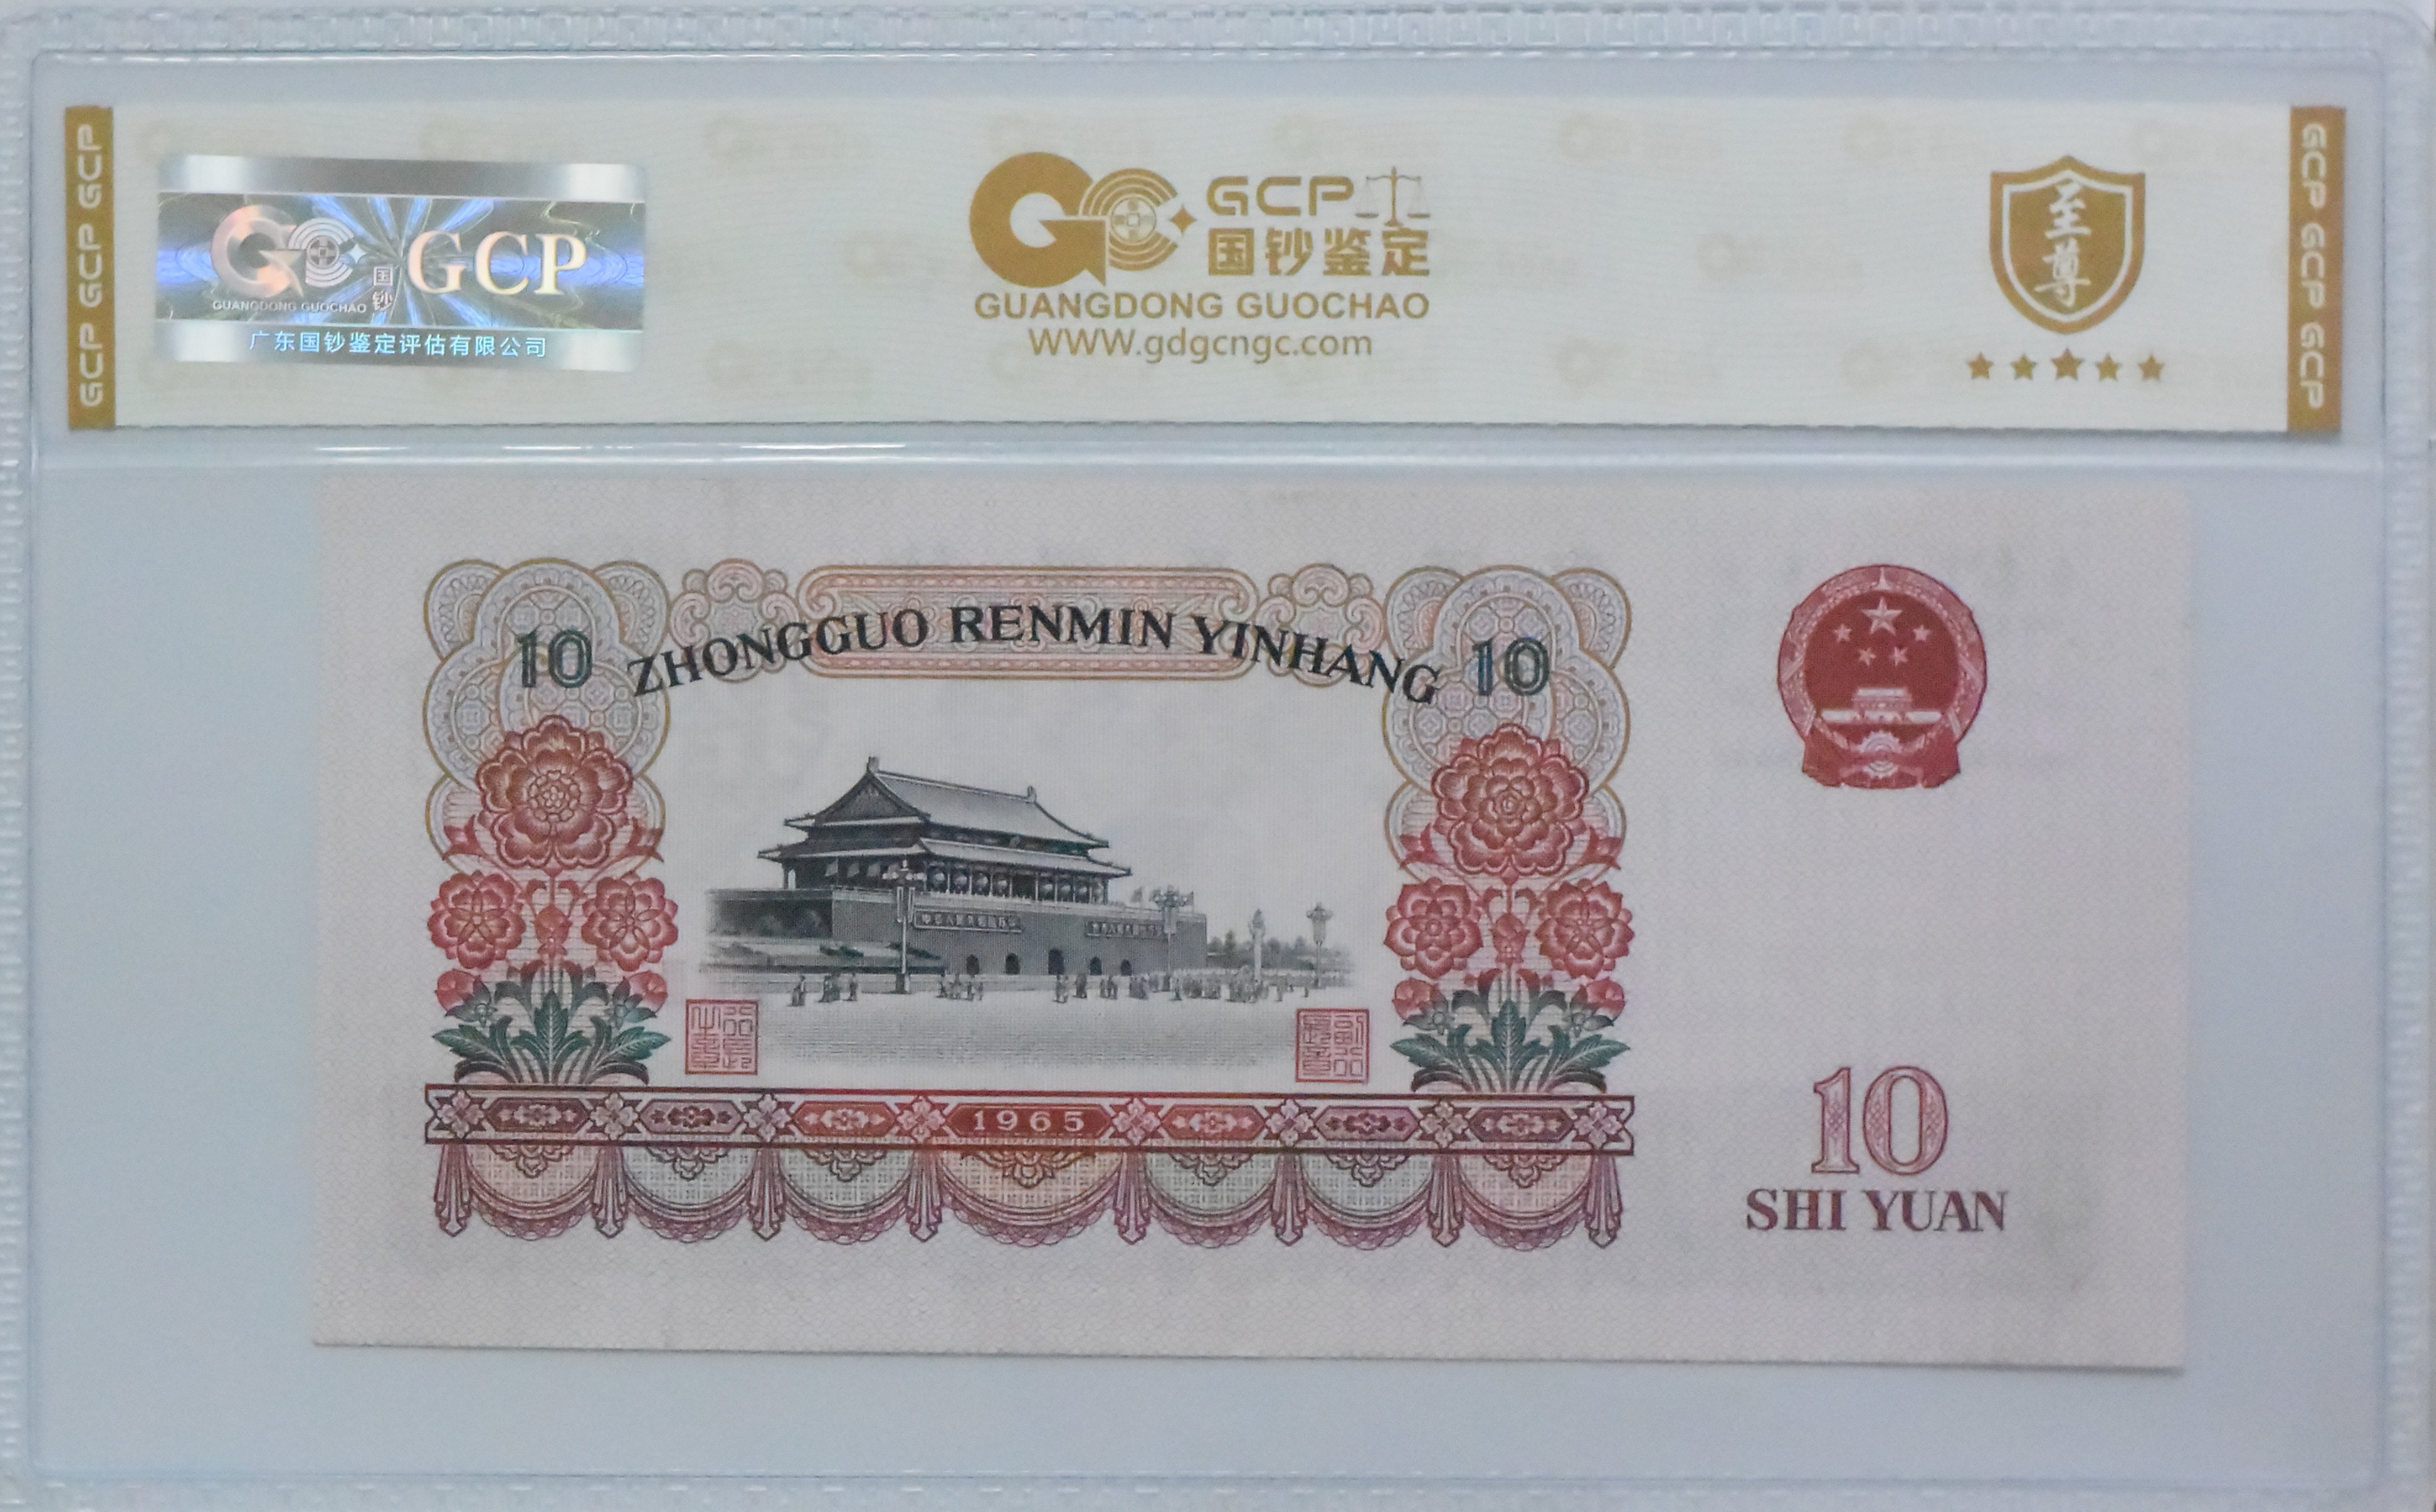 GCP GCP GCP
国钞
GCP
GUANGDONG GUOCHAO
广东国钞鉴定评估有限公司
GCP
国钞鉴定
GUANGDONG GUOCHAO
WWW.gdgcngc.com
至尊
GCP GCP GCP
10 ZHONGGUO RENMIN YINHANG 10
1965
10
SHI YUAN